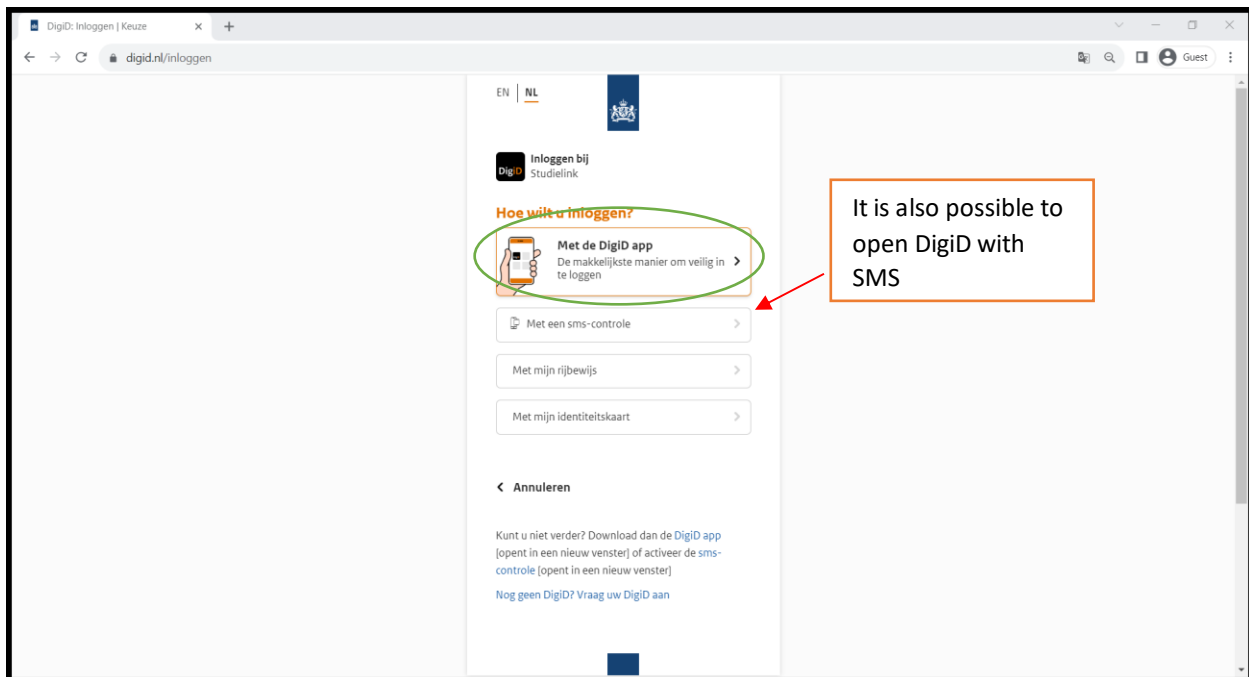 DigiD: Inloggen | Keuze
digid.nl/inloggen
Guest
EN | NL
DigiD
Inloggen bij
Studielink
Hoe wilt u inloggen?
Met de DigiD app
De makkelijkste manier om veilig in
te loggen
It is also possible to
open DigiD with
SMS
Met een sms-controle
Met mijn rijbewijs
Met mijn identiteitskaart
Annuleren
Kunt u niet verder? Download dan de DigiD app
[opent in een nieuw venster] of activeer de sms-
controle [opent in een nieuw venster]
Nog geen DigiD? Vraag uw DigiD aan